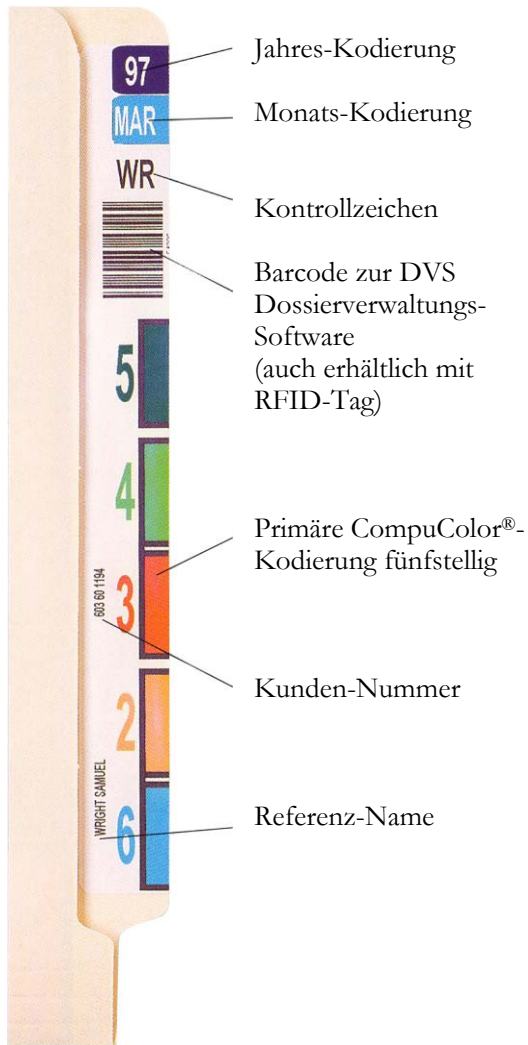 97
Jahres-Kodierung
MAR
Monats-Kodierung
WR
Kontrollzeichen
Barcode zur DVS
Dossierverwaltungs-
Software
(auch erhältlich mit
RFID-Tag)
5
4
Primäre CompuColor®-
Kodierung fünfstellig
3
603 60 1194
Kunden-Nummer
2
WRIGHT SAMUEL
Referenz-Name
6